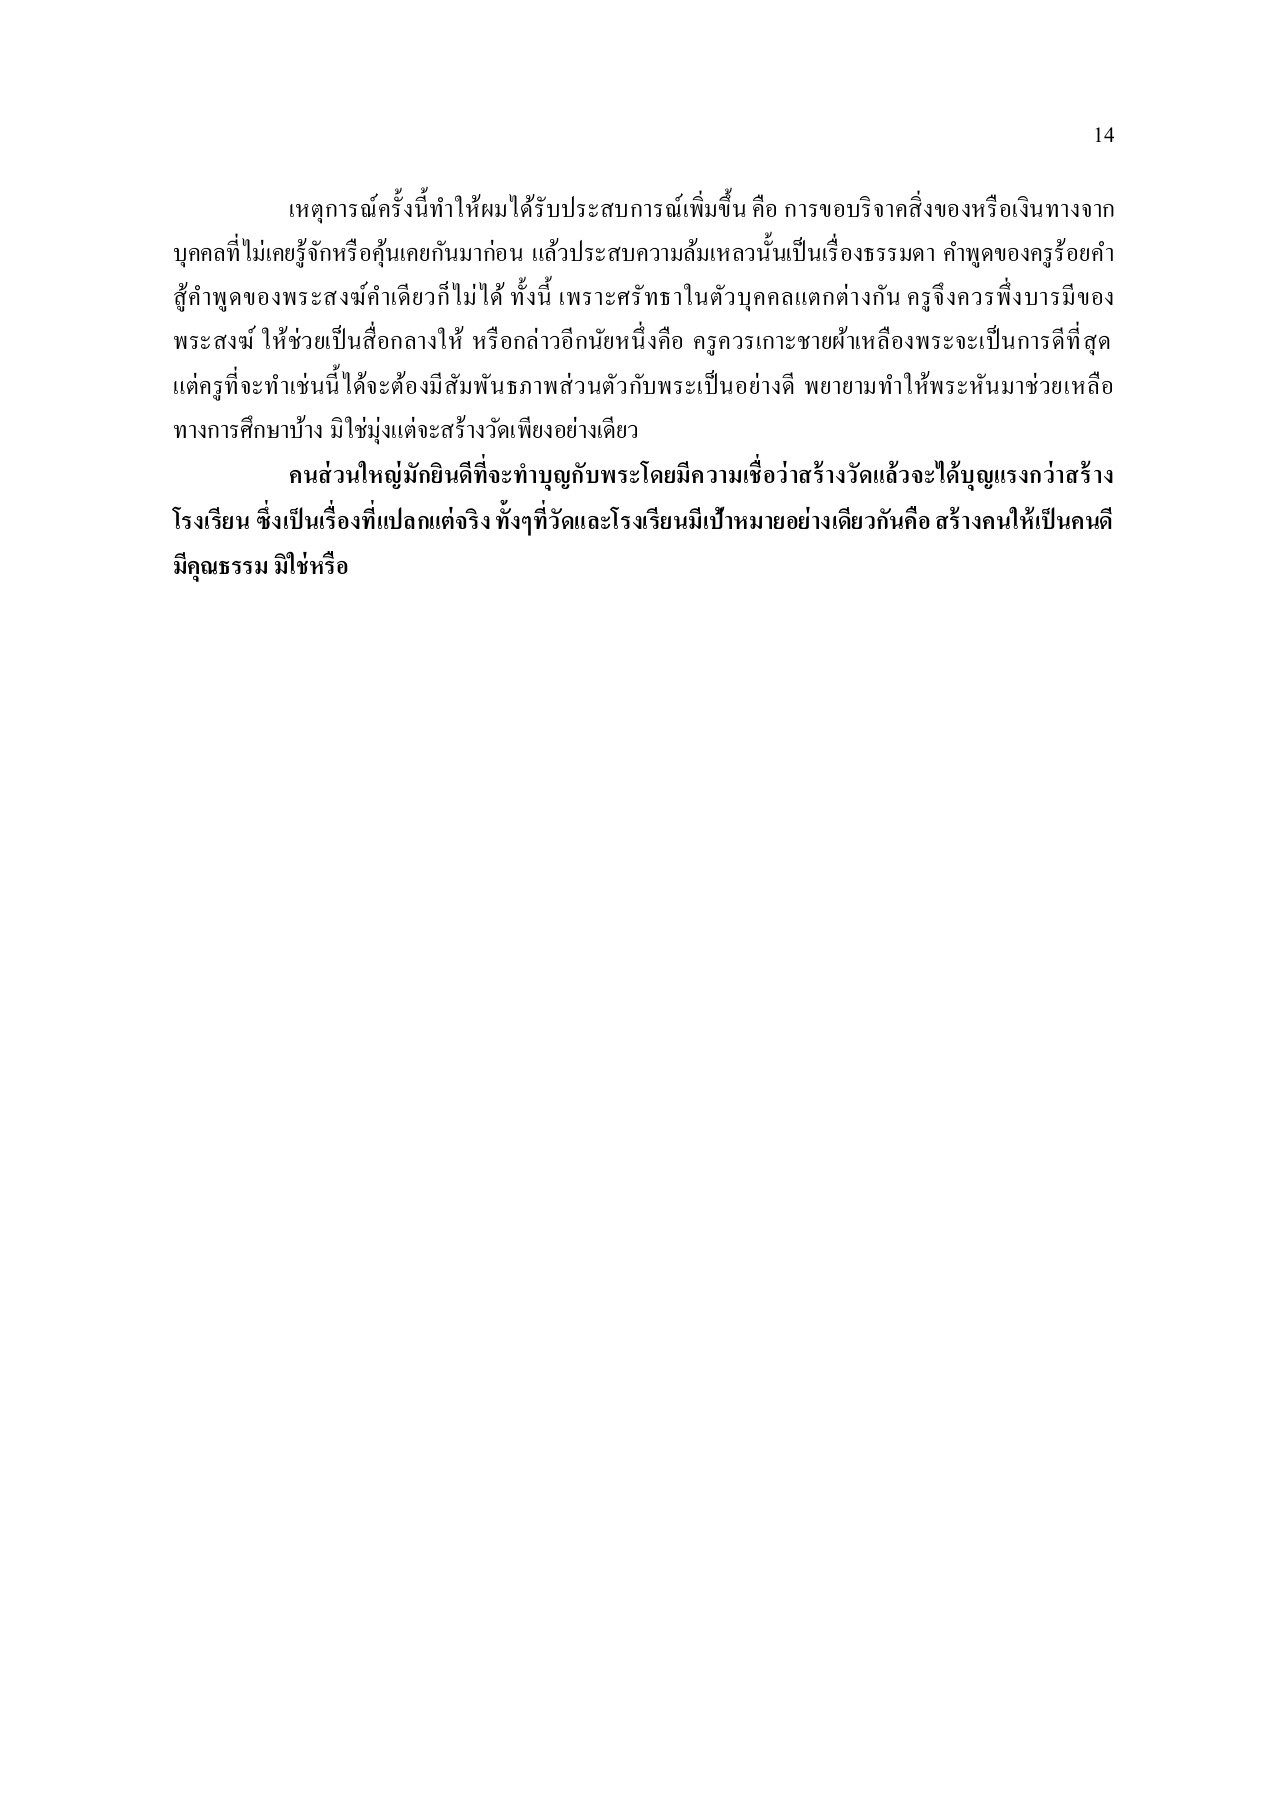 14
เหตุการณ์ครั้งนี้ทำให้ผมได้รับประสบการณ์เพิ่มขึ้น คือ การขอบริจาคสิ่งของหรือเงินทางจาก
บุคคลที่ไม่เคยรู้จักหรือคุ้นเคยกันมาก่อน แล้วประสบความล้มเหลวนั้นเป็นเรื่องธรรมดา คำพูดของครูร้อยคำ
สู้คำพูดของพระสงฆ์คำเดียวก็ไม่ได้ ทั้งนี้ เพราะศรัทธาในตัวบุคคลแตกต่างกัน ครูจึงควรพึ่งบารมีของ
พระสงฆ์ ให้ช่วยเป็นสื่อกลางให้ หรือกล่าวอีกนัยหนึ่งคือ ครูควรเกาะชายผ้าเหลืองพระจะเป็นการดีที่สุด
แต่ครูที่จะทำเช่นนี้ได้จะต้องมีสัมพันธภาพส่วนตัวกับพระเป็นอย่างดี พยายามทำให้พระหันมาช่วยเหลือ
ทางการศึกษาบ้าง มิใช่มุ่งแต่จะสร้างวัดเพียงอย่างเดียว
คนส่วนใหญ่มักยินดีที่จะทำบุญกับพระโดยมีความเชื่อว่าสร้างวัดแล้วจะได้บุญแรงกว่าสร้าง
โรงเรียน ซึ่งเป็นเรื่องที่แปลกแต่จริง ทั้งๆที่วัดและโรงเรียนมีเป้าหมายอย่างเดียวกันคือ สร้างคนให้เป็นคนดี
มีคุณธรรม มิใช่หรือ